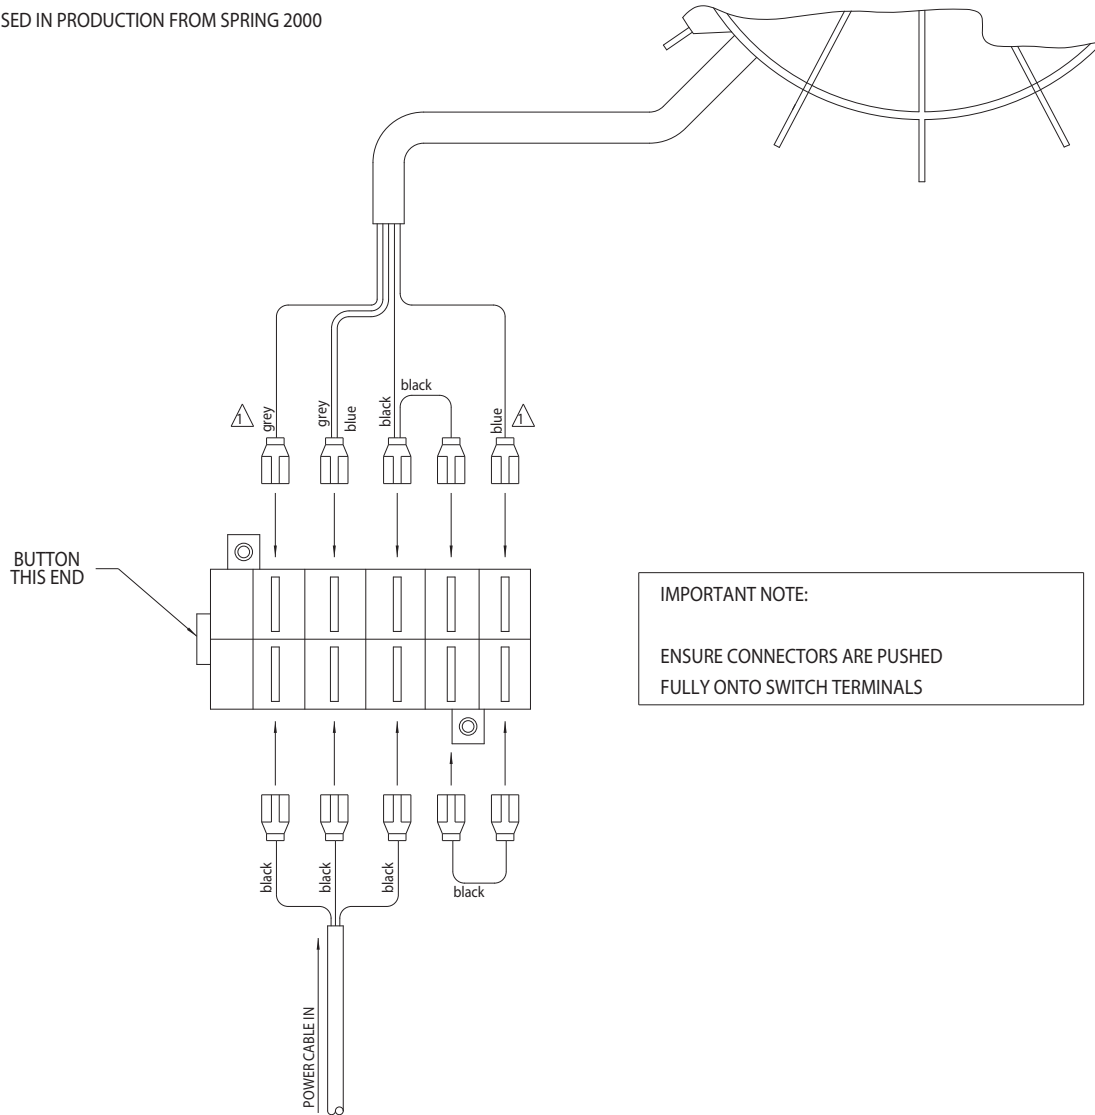 SED IN PRODUCTION FROM SPRING 2000
black
1
grey
grey
blue
black
blue
1
BUTTON
THIS END
IMPORTANT NOTE:
ENSURE CONNECTORS ARE PUSHED
FULLY ONTO SWITCH TERMINALS
black
black
black
black
POWER CABLE IN